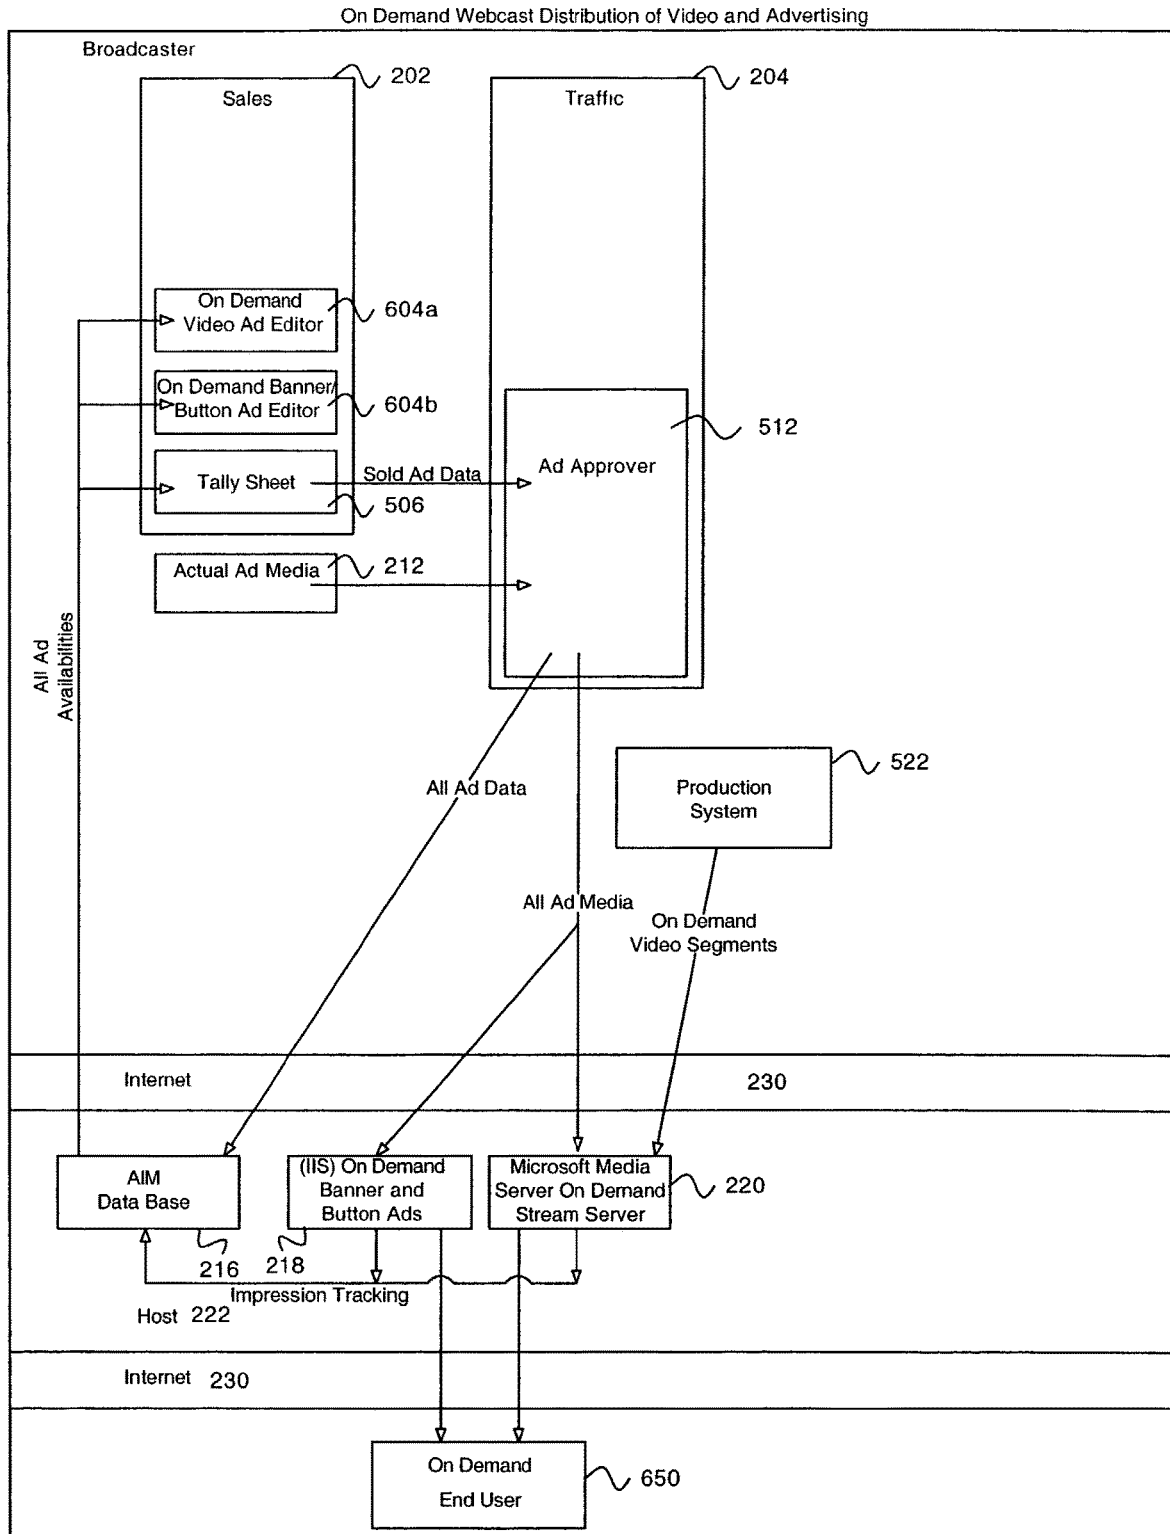 On Demand Webcast Distribution of Video and Advertising
Broadcaster
202
204
Sales
Traffic
On Demand
Video Ad Editor
604a
On Demand Banner/
Button Ad Editor
604b
512
Ad Approver
Tally Sheet
Sold Ad Data
506
Actual Ad Media
212
All Ad
Availabilities
522
Production
System
All Ad Data
All Ad Media
On Demand
Video Segments
Internet
230
AIM
Data Base
(IIS) On Demand
Banner and
Button Ads
Microsoft Media
Server On Demand
Stream Server
220
216
218
Impression Tracking
Host 222
Internet 230
On Demand
End User
650